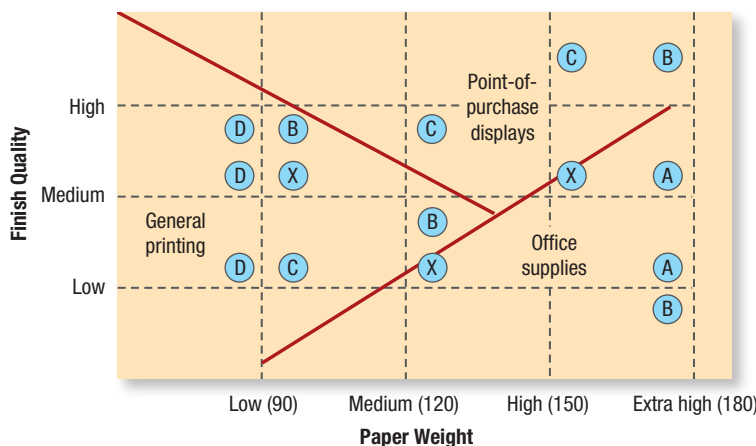 C B
Point-of-
purchase
displays
High
D B C
D X X A
Medium
General
printing
B
Office
supplies
D C X A
Low
B
Finish Quality
Low (90) Medium (120) High (150) Extra high (180)
Paper Weight